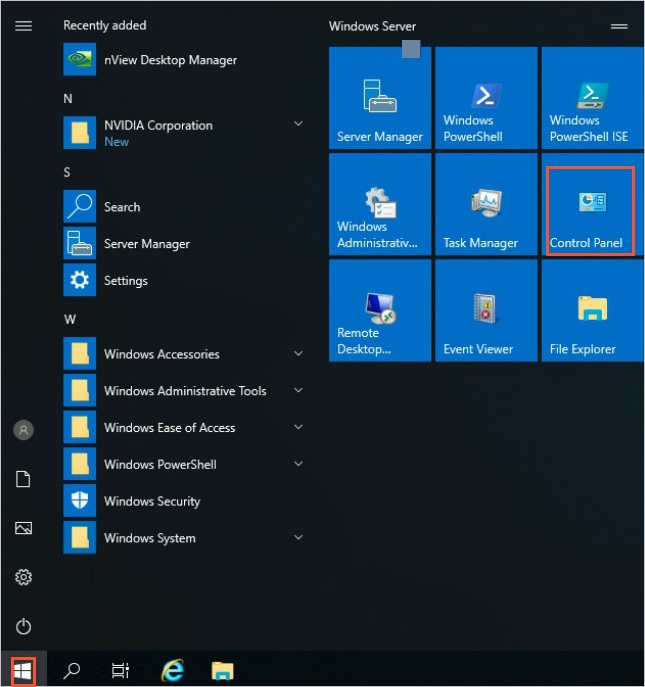 Recently added
nView Desktop Manager
N
NVIDIA Corporation
New
S
Search
Server Manager
Settings
W
Windows Accessories
Windows Administrative Tools
Windows Ease of Access
Windows PowerShell
Windows Security
Windows System
Windows Server
Server Manager
Windows
PowerShell
Windows
PowerShell ISE
Windows
Administrativ...
Task Manager
Control Panel
Remote
Desktop...
Event Viewer
File Explorer